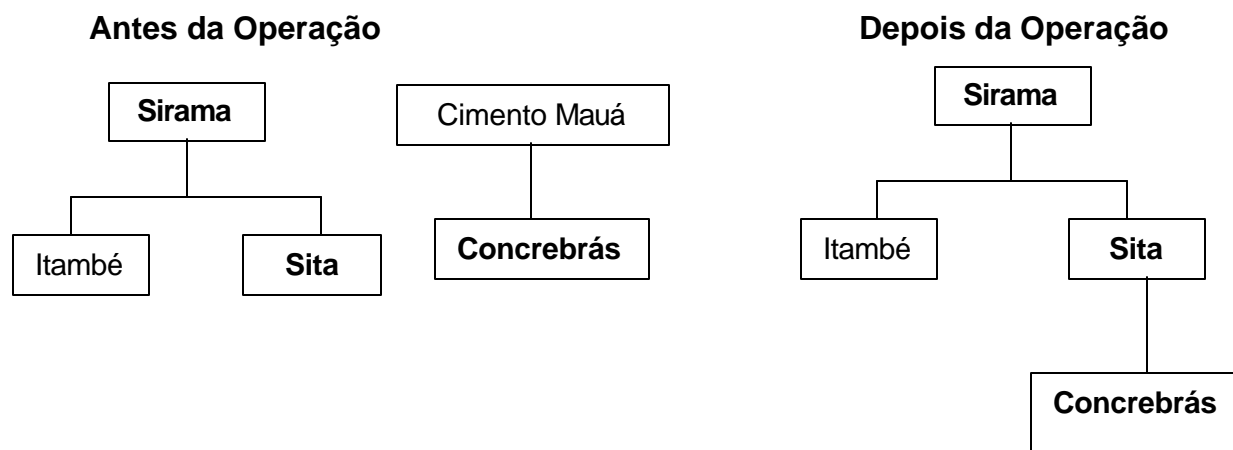 Antes da Operação
Sirama
Cimento Mauá
Itambé
Sita
Concrebrás
Depois da Operação
Sirama
Itambé
Sita
Concrebrás